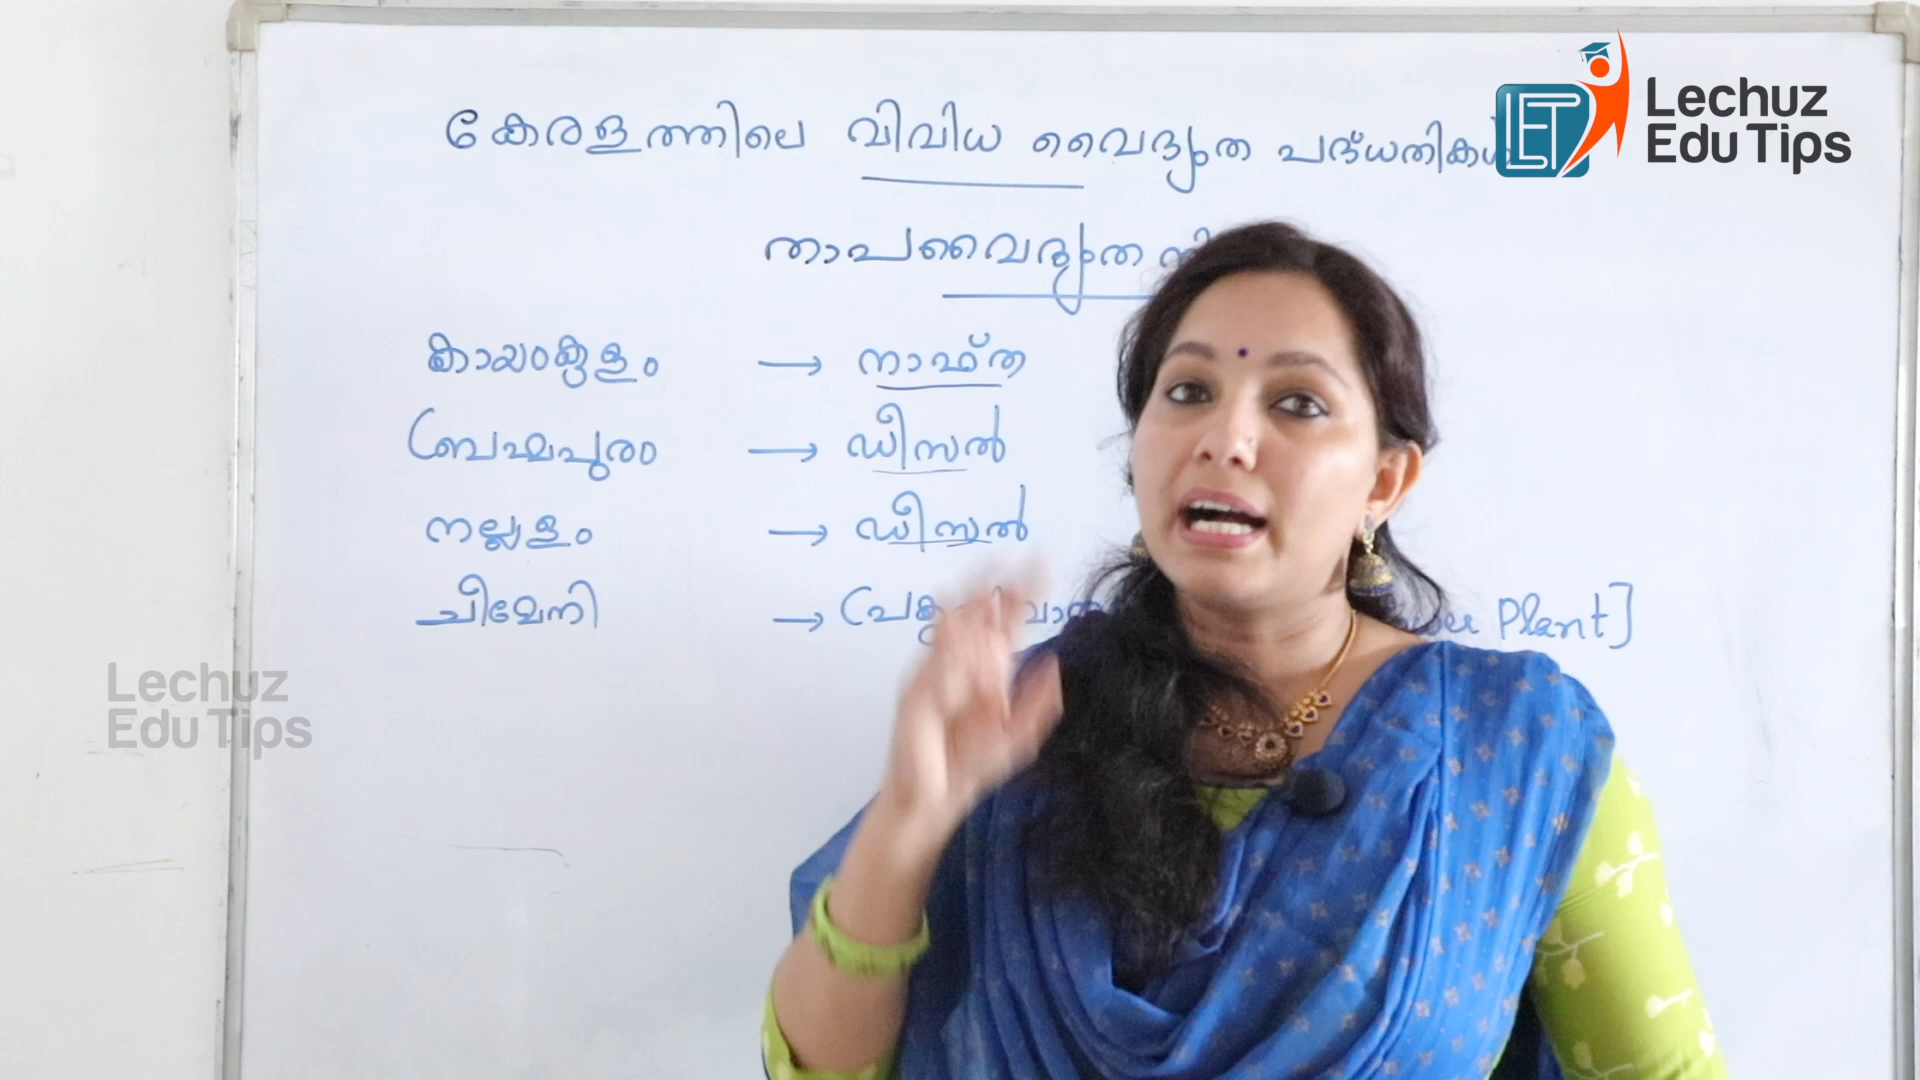 കേരളത്തിലെ വിവിധ വൈദ്യുത പദ്ധതികൾ
Lechuz
Edu Tips
താപവൈദ്യുത
കായംകുളം → നാഫ്ത
ബ്രഹ്മപുരം → ഡീസൽ
നല്ലളം → ഡീസൽ
ചീമേനി → Plant]
Lechuz
Edu Tips